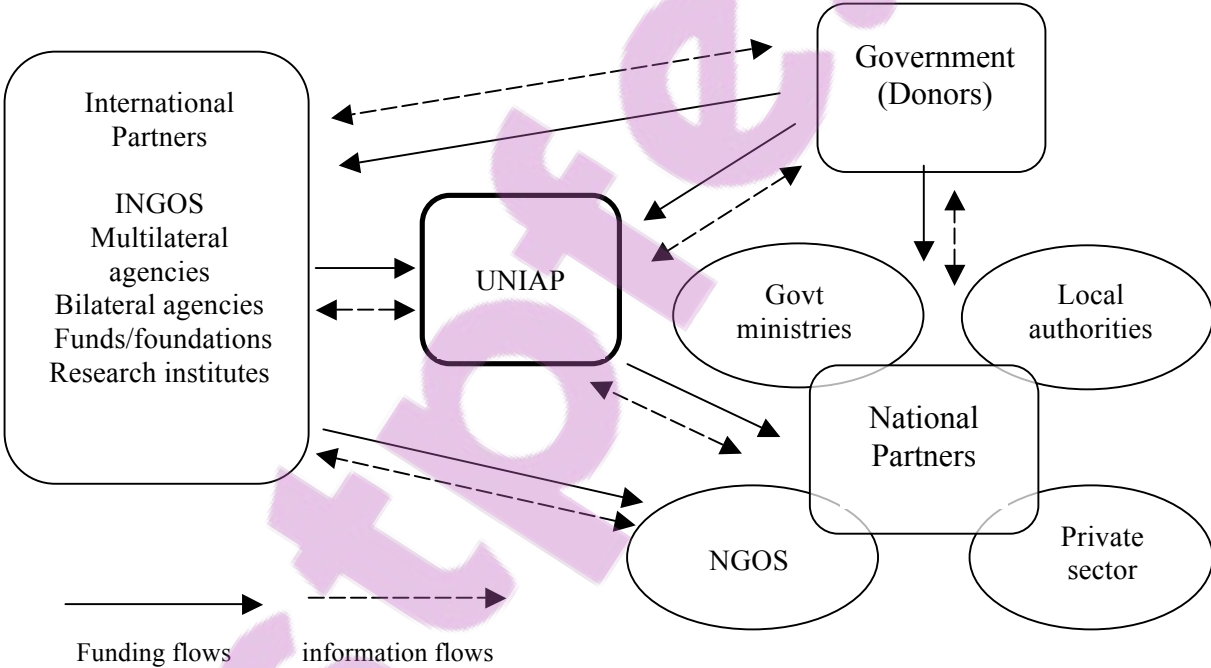 International
Partners
INGOS
Multilateral
agencies
Bilateral agencies
Funds/foundations
Research institutes
UNIAP
Government
(Donors)
Govt
ministries
Local
authorities
National
Partners
NGOS
Private
sector
Funding flows
information flows